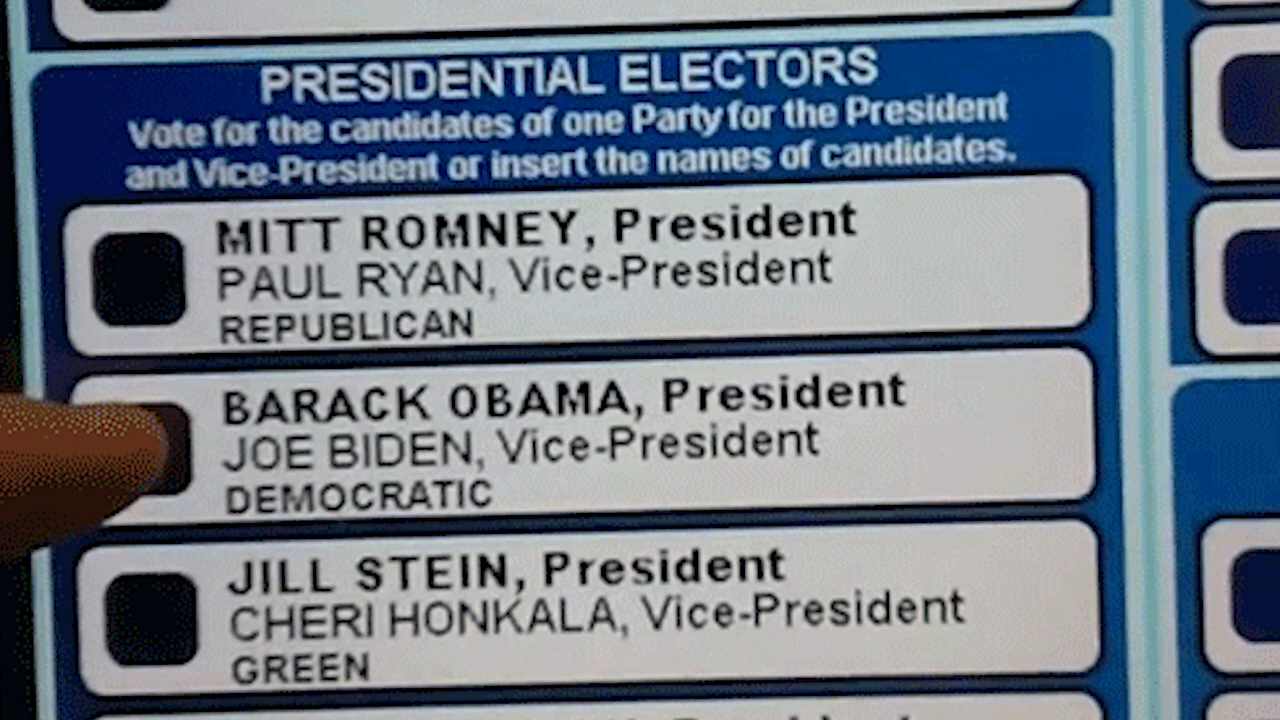 PRESIDENTIAL ELECTORS
Vote for the candidates of one Party for the President
and Vice-President or insert the names of candidates.
MITT ROMNEY, President
PAUL RYAN, Vice-President
REPUBLICAN
BARACK OBAMA, President
JOE BIDEN, Vice-President
DEMOCRATIC
JILL STEIN, President
CHERI HONKALA, Vice-President
GREEN